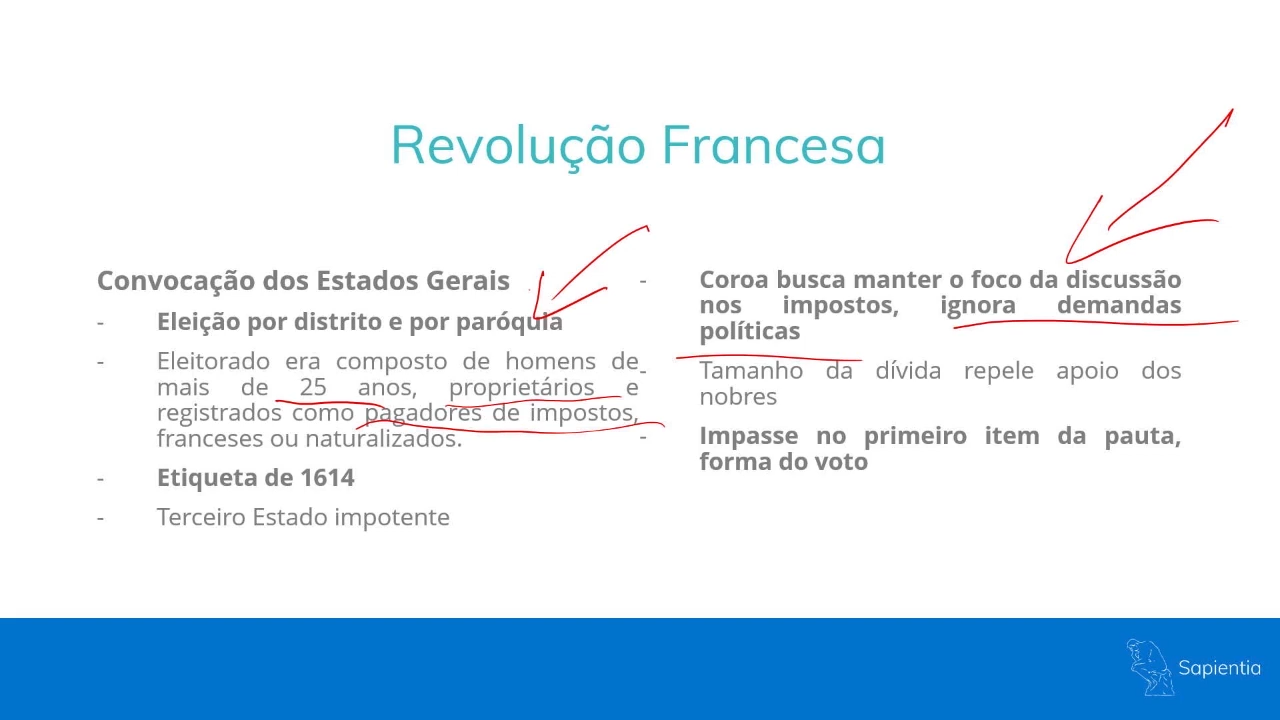 Revolução Francesa
Convocação dos Estados Gerais
- Eleição por distrito e por paróquia
- Eleitorado era composto de homens de
mais de 25 anos, proprietários e
registrados como pagadores de impostos,
franceses ou naturalizados.
- Etiqueta de 1614
- Terceiro Estado impotente
- Coroa busca manter o foco da discussão
nos impostos, ignora demandas
políticas
- Tamanho da dívida repele apoio dos
nobres
- Impasse no primeiro item da pauta,
forma do voto
Sapientia